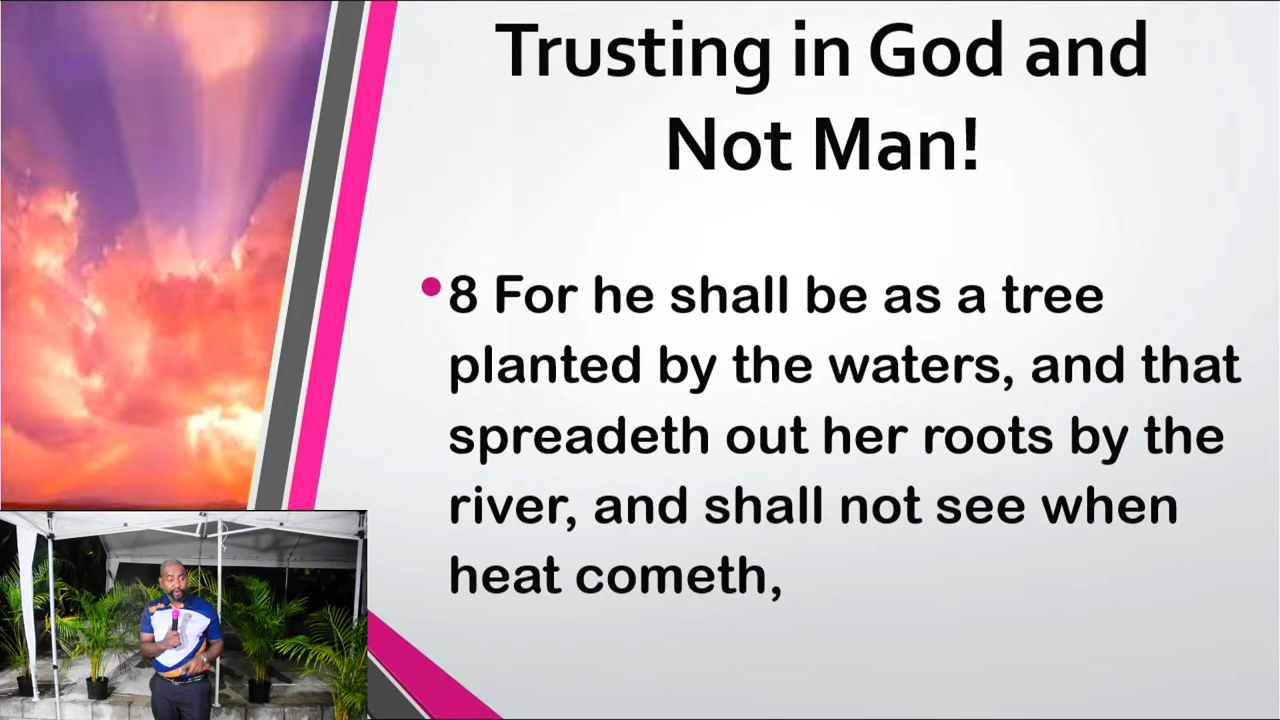 Trusting in God and
Not Man!
•8 For he shall be as a tree
planted by the waters, and that
spreadeth out her roots by the
river, and shall not see when
heat cometh,